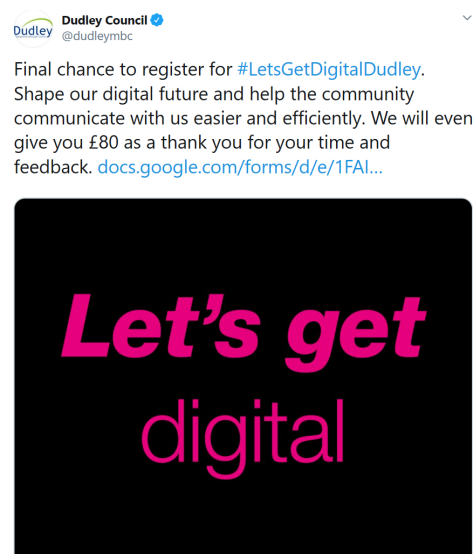 Dudley
Dudley Council
@dudleymbc
Final chance to register for #LetsGetDigitalDudley.
Shape our digital future and help the community
communicate with us easier and efficiently. We will even
give you £80 as a thank you for your time and
feedback. docs.google.com/forms/d/e/1FAI...
Let's get
digital